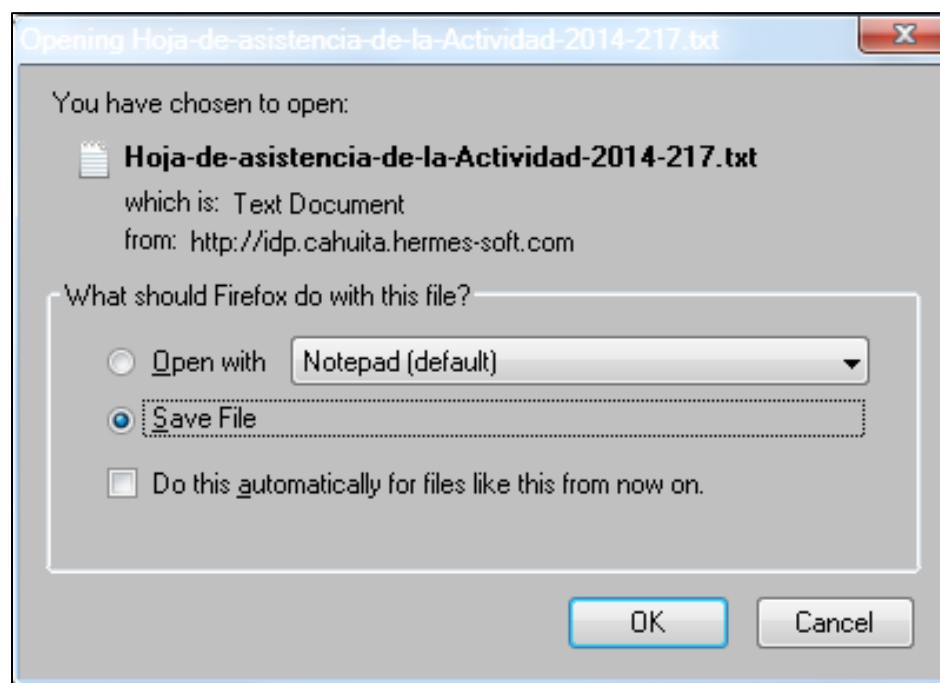 Opening Hoja-de-asistencia-de-la-Actividad-2014-217.txt
You have chosen to open:
Hoja-de-asistencia-de-la-Actividad-2014-217.txt
which is: Text Document
from: http://idp.cahuita.hermes-soft.com
What should Firefox do with this file?
Open with Notepad (default)
Save File
Do this automatically for files like this from now on.
OK Cancel